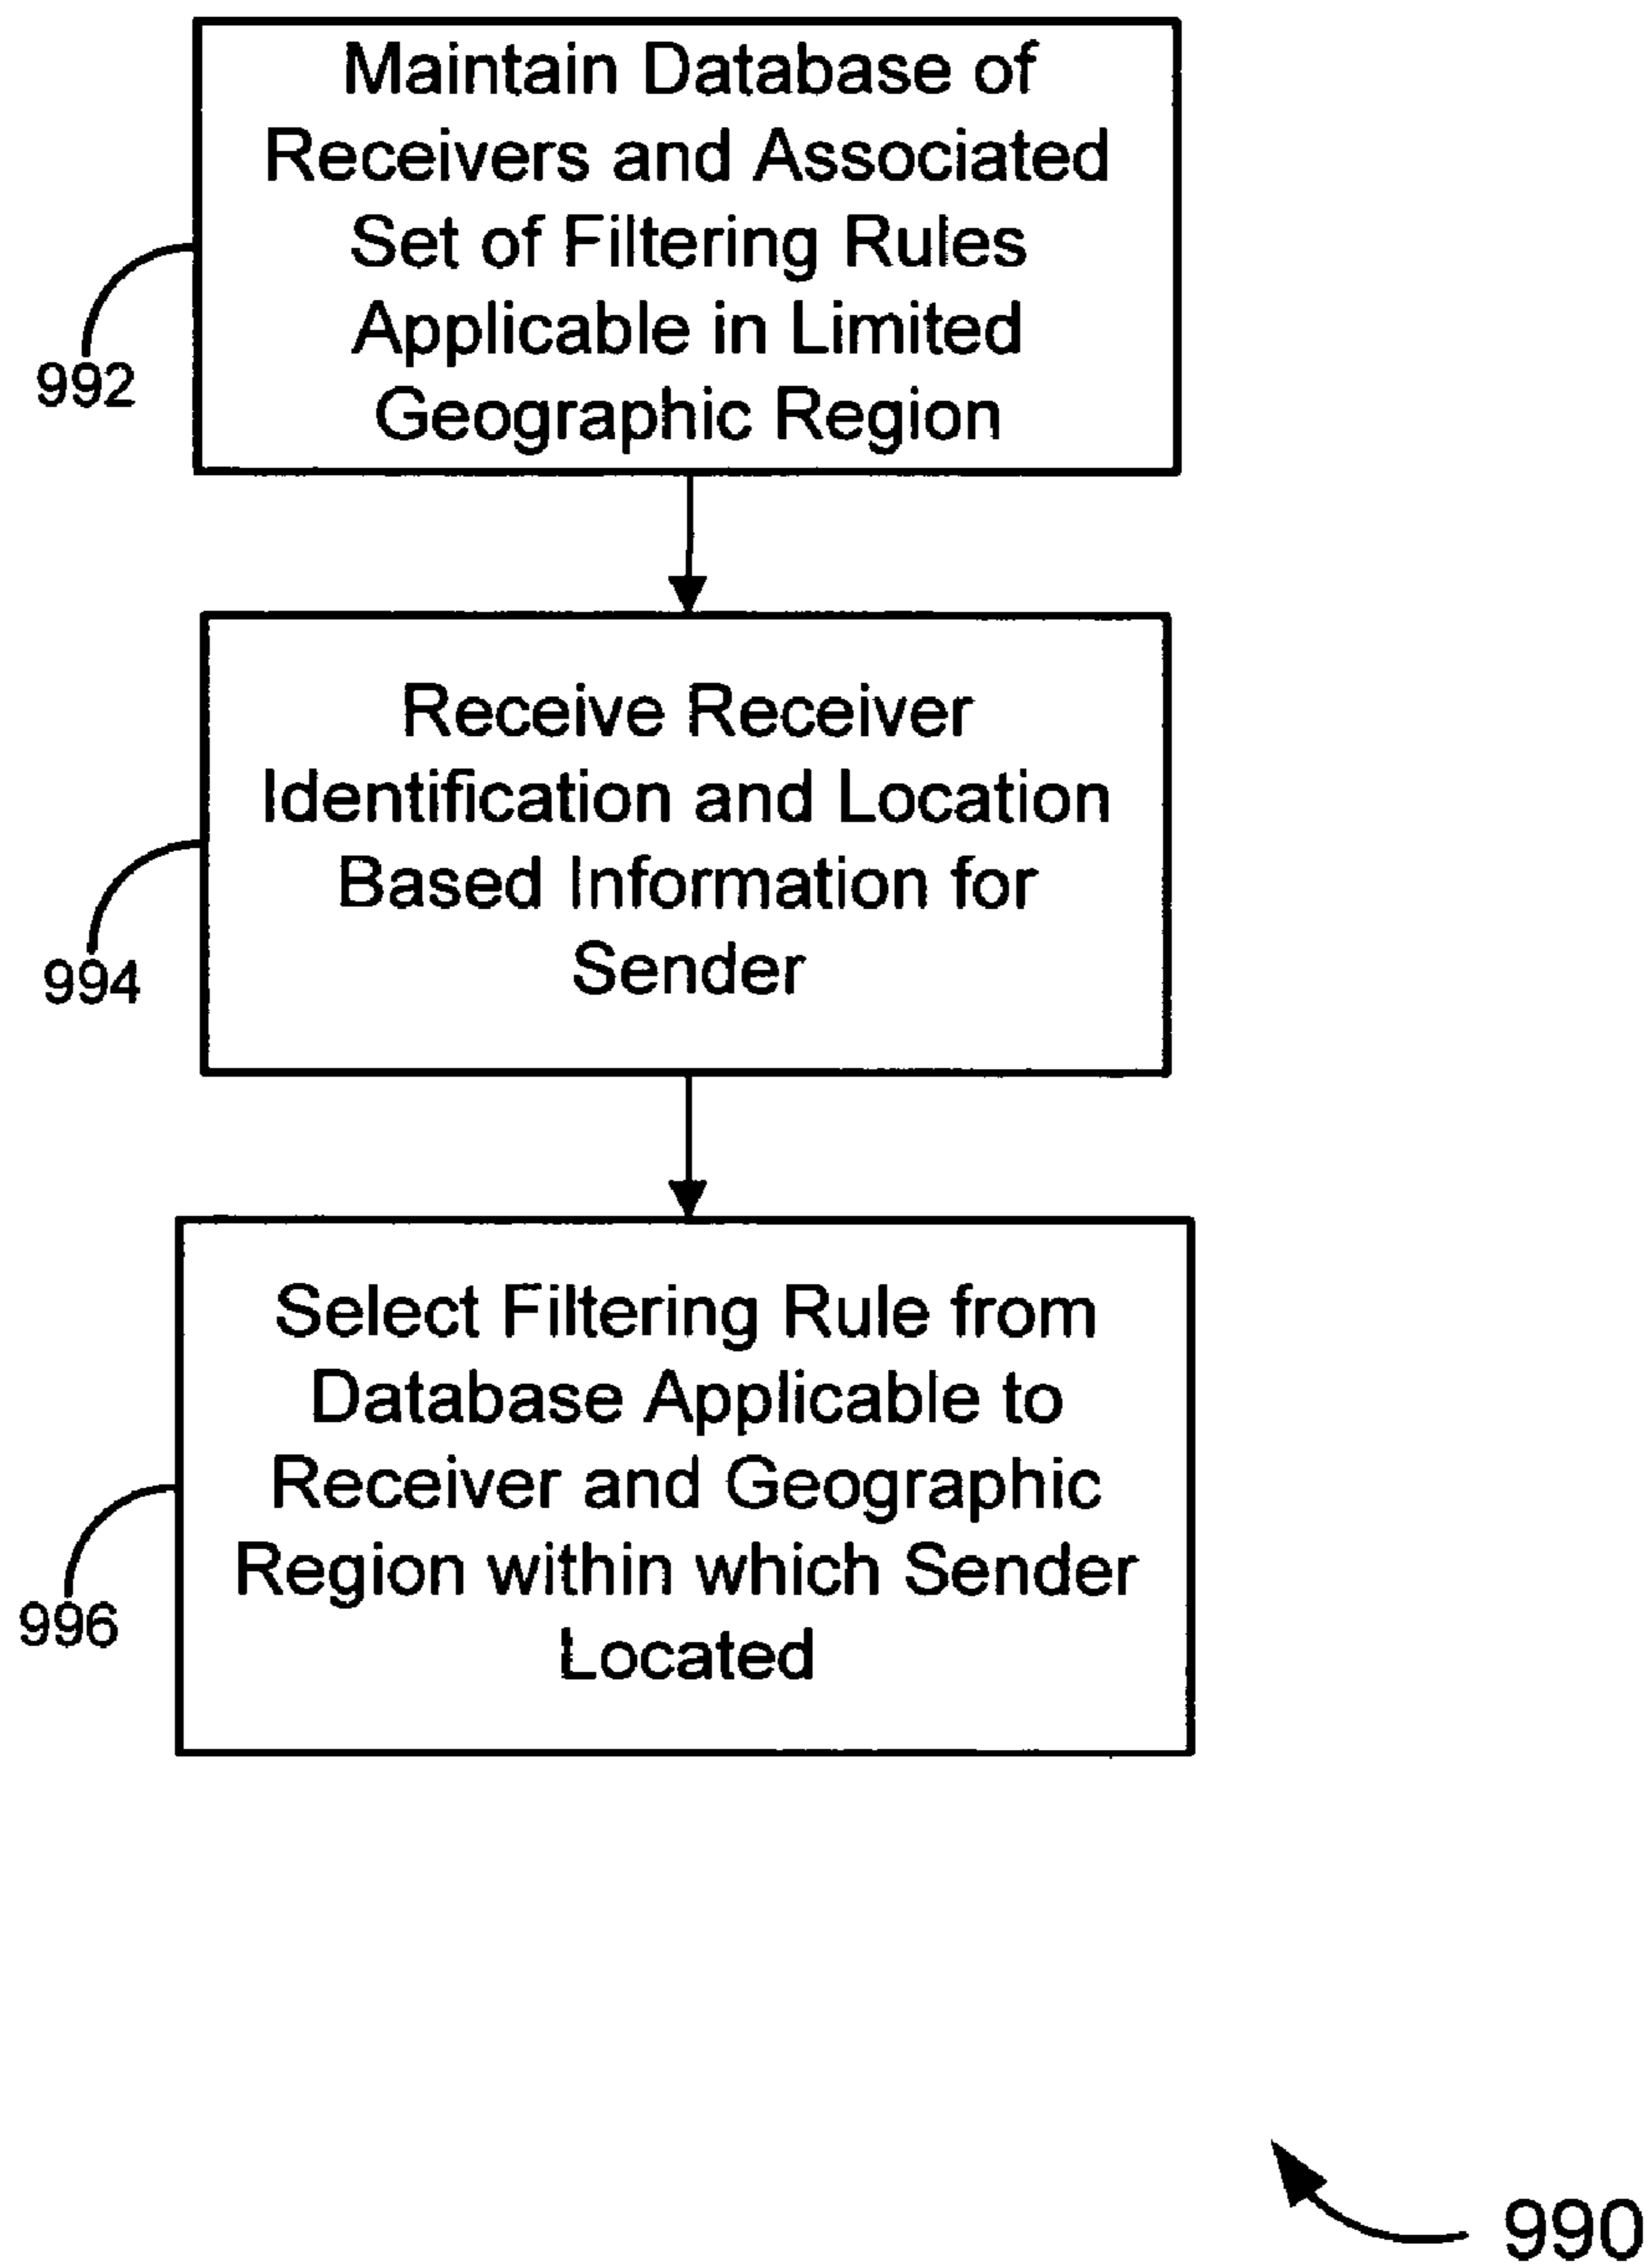 Maintain Database of
Receivers and Associated
Set of Filtering Rules
Applicable in Limited
Geographic Region
992
Receive Receiver
Identification and Location
Based Information for
Sender
994
Select Filtering Rule from
Database Applicable to
Receiver and Geographic
Region within which Sender
Located
996
990